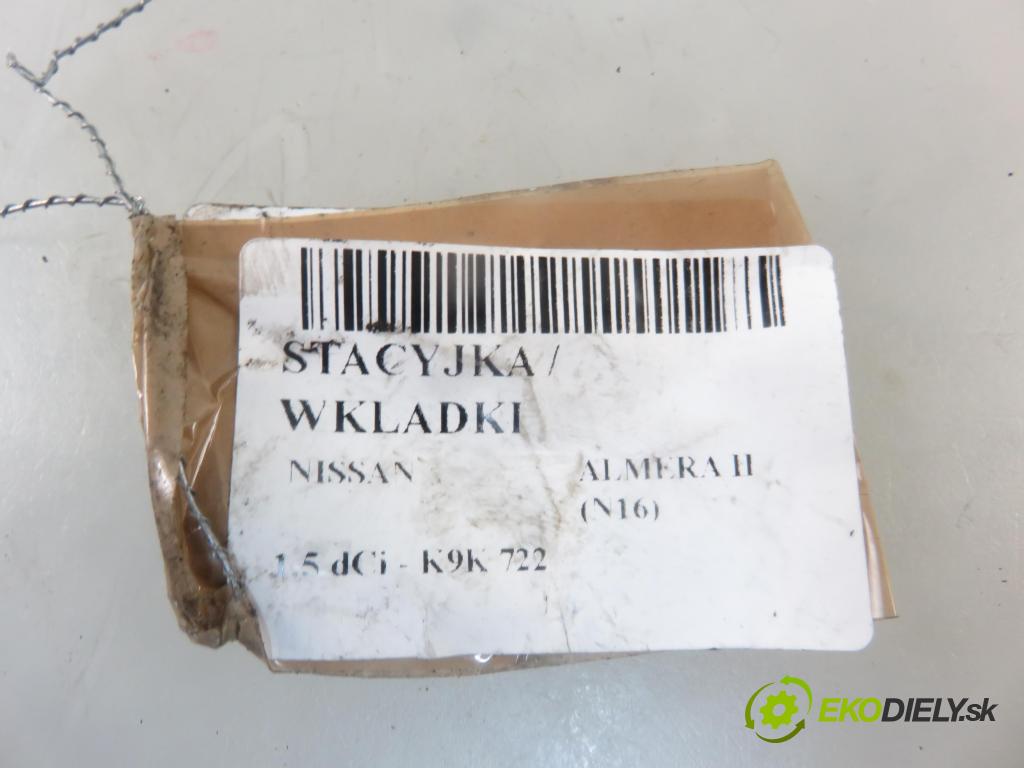 STACYJKA /
WKLADKI
NISSAN ALMERA II
(N16)
1.5 dCi - K9K 722
EKODIELY.sk